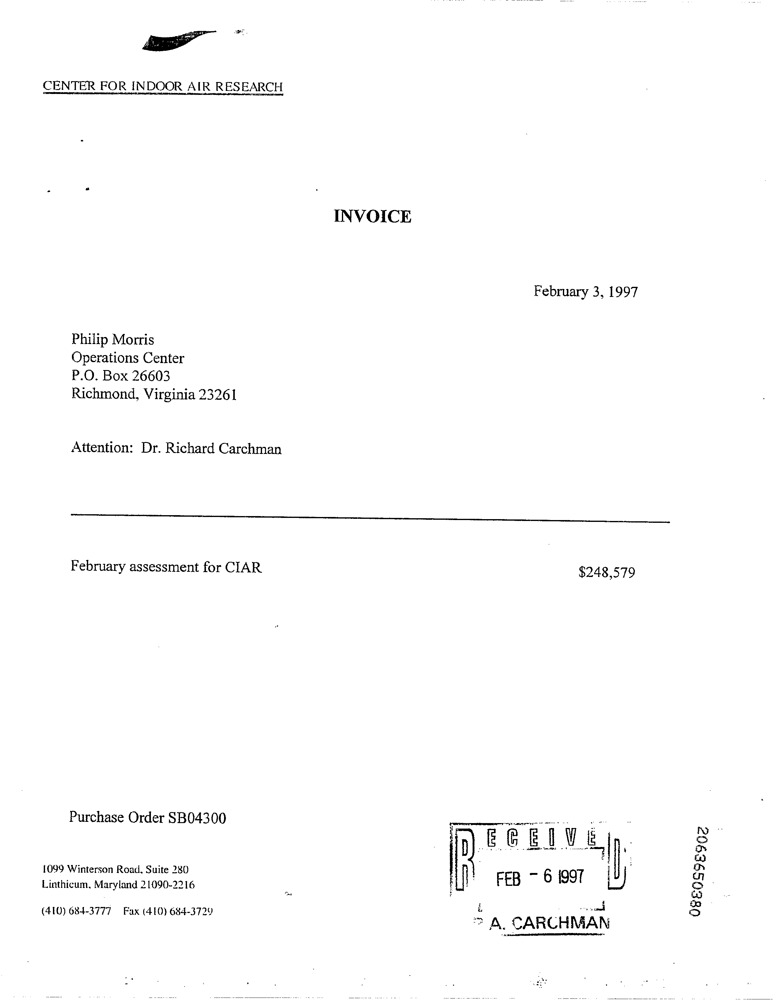 CENTER FOR INDOOR AIR RESEARCH
INVOICE
February 3, 1997
Philip Morris
Operations Center
P.O. Box 26603
Richmond, Virginia 23261
Attention: Dr. Richard Carchman
February assessment for CIAR
$248,579
Purchase Order SB04300
1099 Winterson Road, Suite 280
Linthicum, Maryland 21090-2216
(410) 684-3777 Fax (410) 684-3729
RECEIVED
FEB - 6 1997
A. CARCHMAN
2063650380